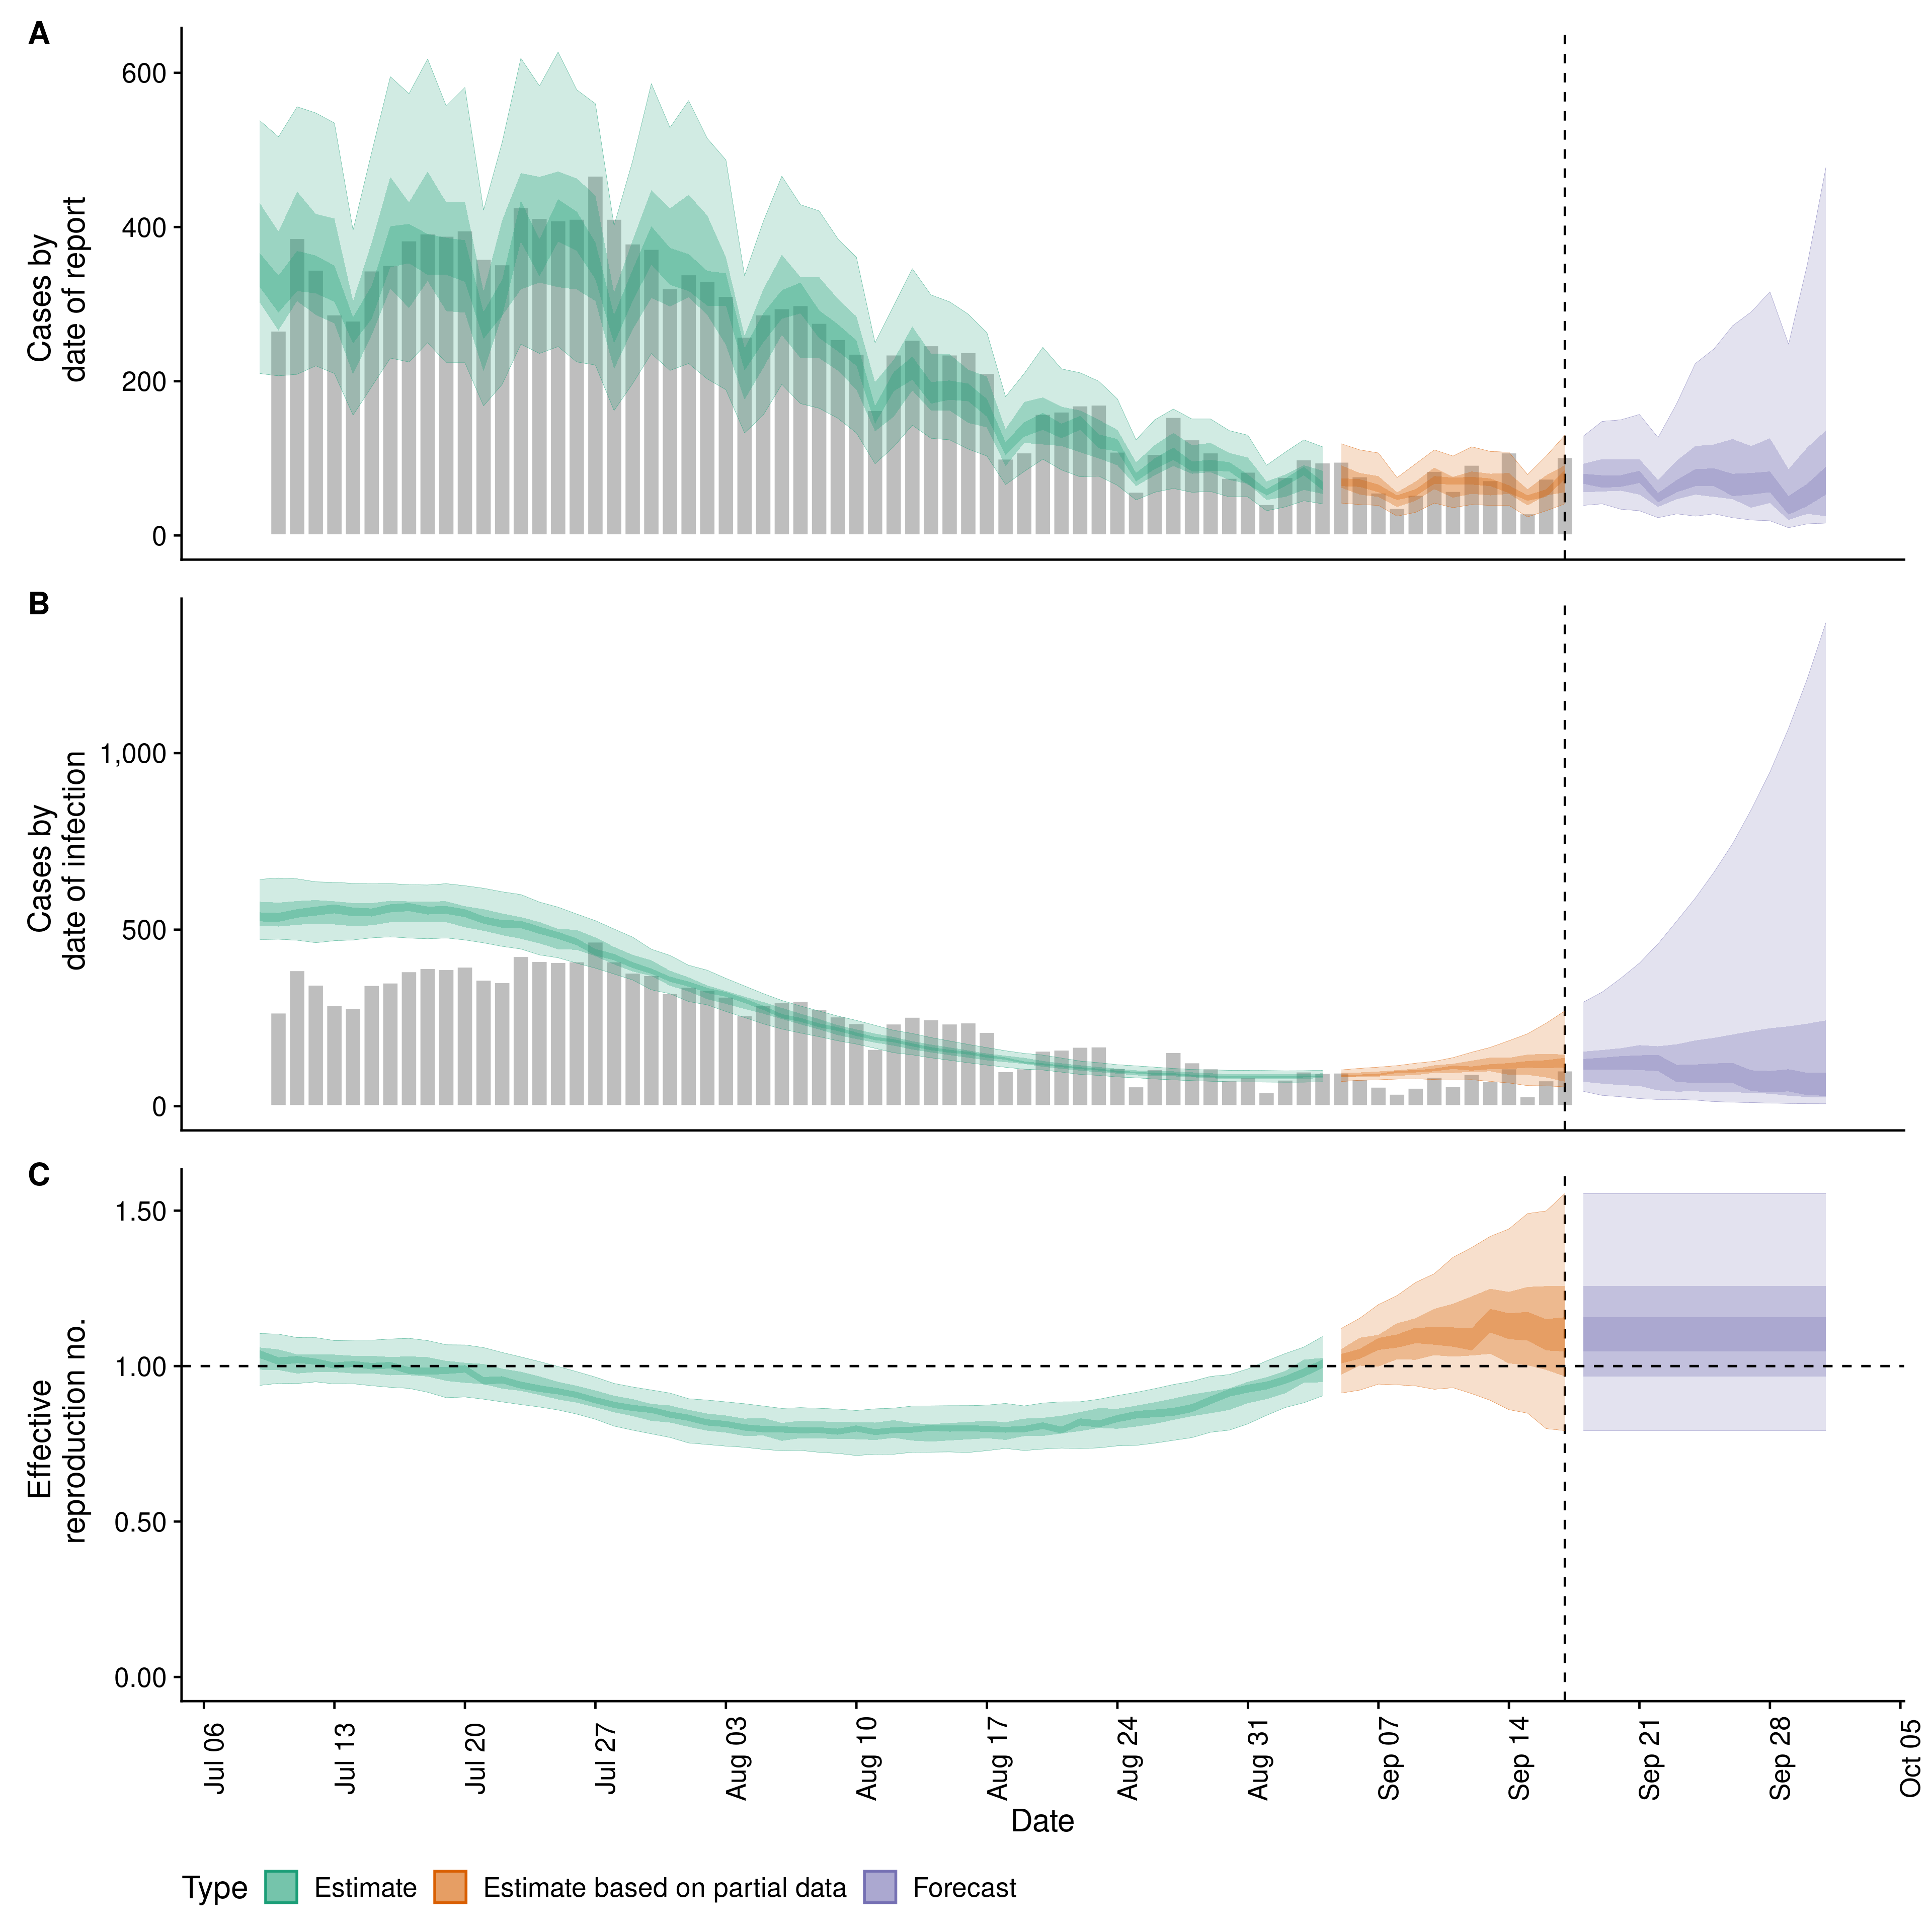 A
Cases by
date of report
600
400
200
0
B
Cases by
date of infection
1,000
500
0
C
Effective
reproduction no.
1.50
1.00
0.50
0.00
Jul 06
Jul 13
Jul 20
Jul 27
Aug 03
Aug 10
Aug 17
Aug 24
Aug 31
Sep 07
Sep 14
Sep 21
Sep 28
Oct 05
Date
Type Estimate Estimate based on partial data Forecast